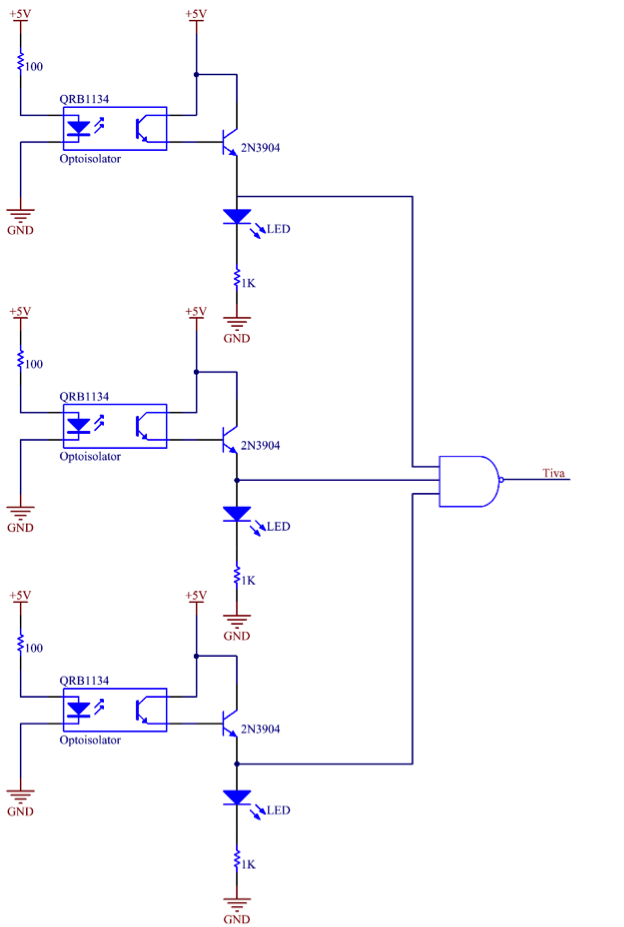 +5V
+5V
100
QRB1134
2N3904
Optoisolator
GND
LED
1K
GND
+5V
+5V
100
QRB1134
2N3904
Optoisolator
Tiva
GND
LED
1K
GND
+5V
+5V
100
QRB1134
2N3904
Optoisolator
GND
LED
1K
GND